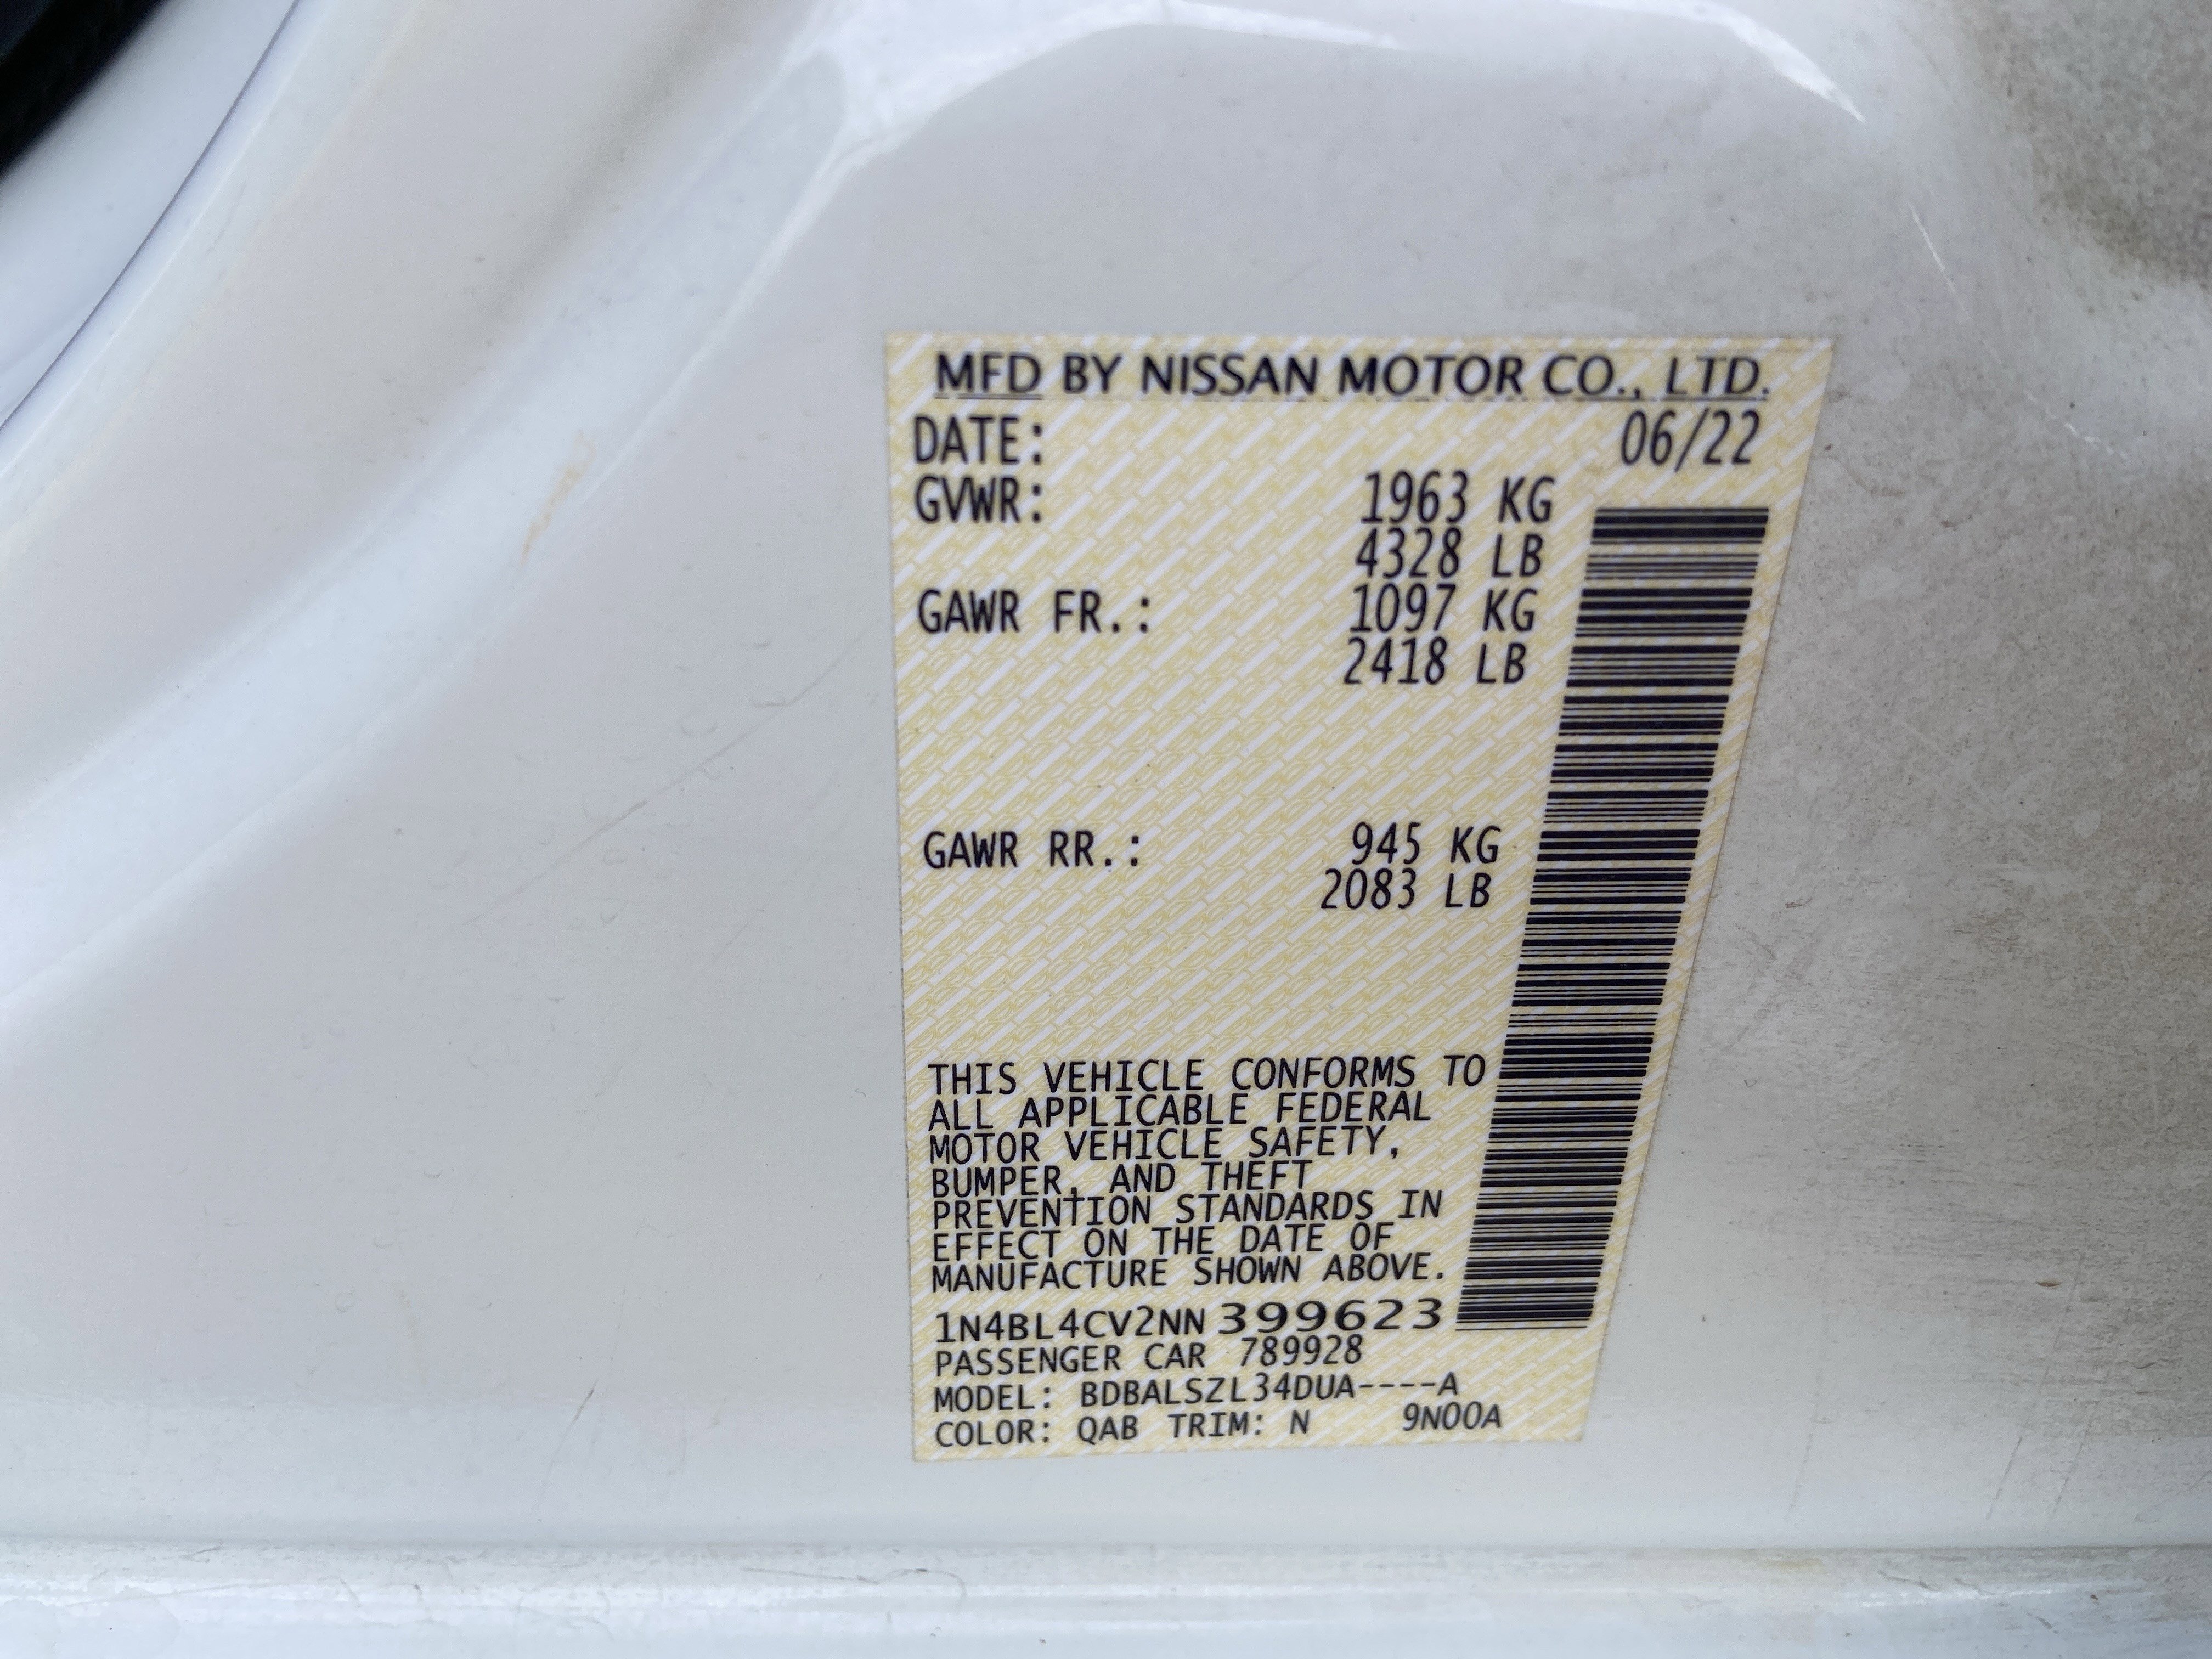 MFD BY NISSAN MOTOR CO., LTD.
DATE: 06/22
GVWR: 1963 KG
4328 LB
GAWR FR.: 1097 KG
2418 LB
GAWR RR.: 945 KG
2083 LB
THIS VEHICLE CONFORMS TO
ALL APPLICABLE FEDERAL
MOTOR VEHICLE SAFETY,
BUMPER, AND THEFT
PREVENTION STANDARDS IN
EFFECT ON THE DATE OF
MANUFACTURE SHOWN ABOVE.
1N4BL4CV2NN399623
PASSENGER CAR 789928
MODEL: BDBALSZL34DUA----A
COLOR: QAB TRIM: N 9N00A